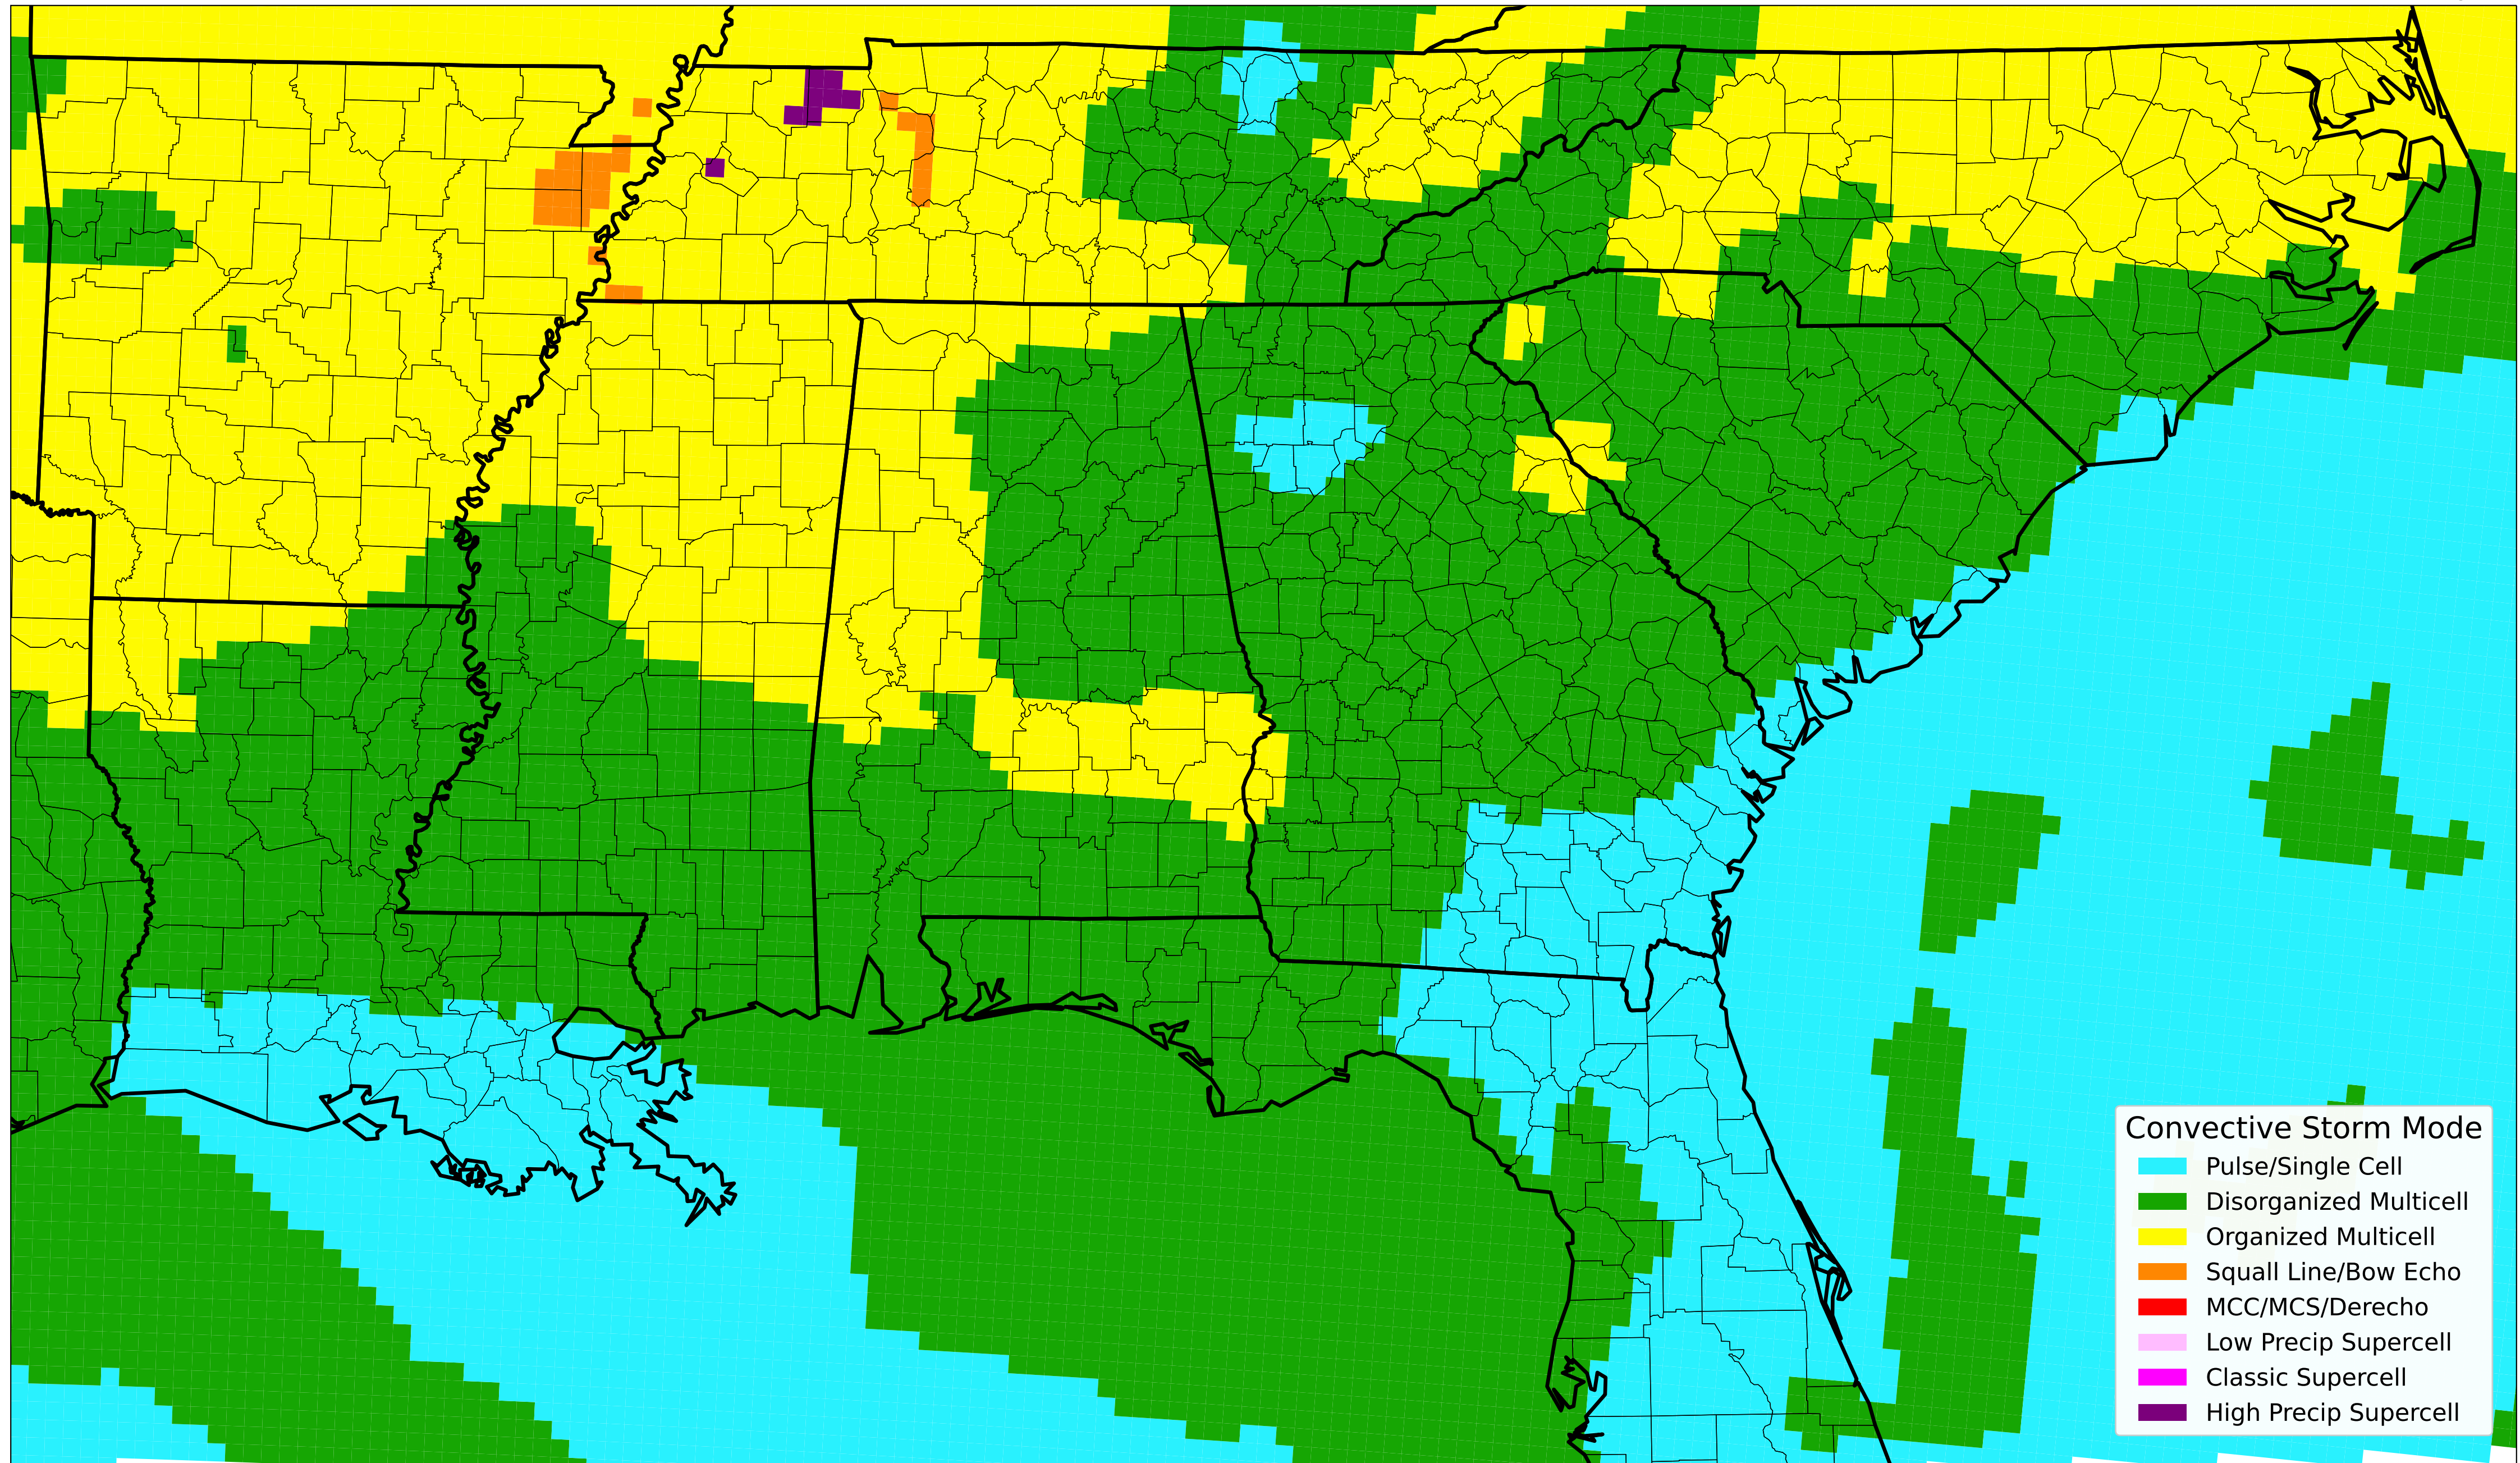 Convective Storm Mode
Pulse/Single Cell
Disorganized Multicell
Organized Multicell
Squall Line/Bow Echo
MCC/MCS/Derecho
Low Precip Supercell
Classic Supercell
High Precip Supercell